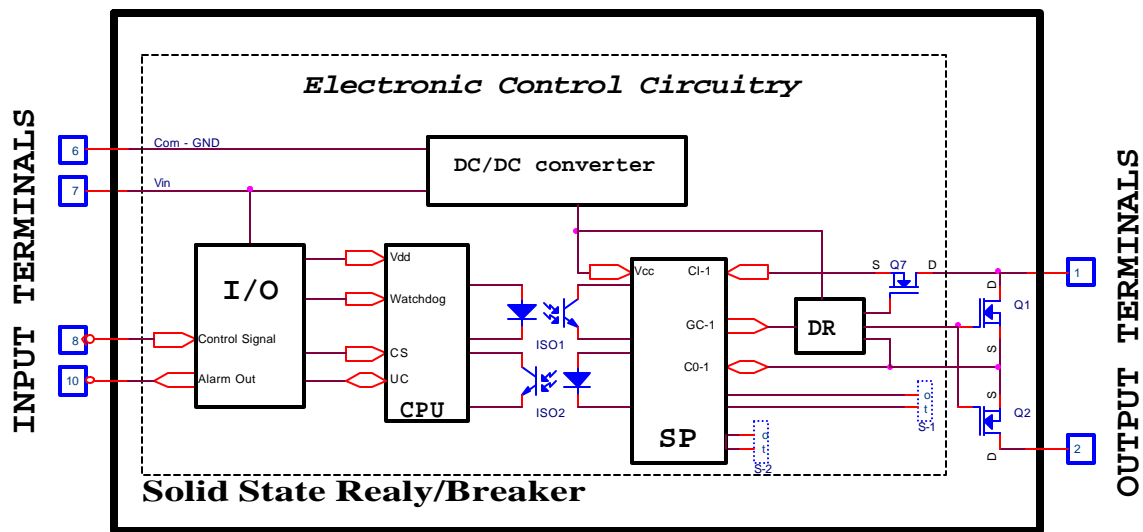 Electronic Control Circuitry
INPUT TERMINALS
OUTPUT TERMINALS
6
Com - GND
DC/DC converter
7
Vin
I/O
Vdd
Watchdog
CS
UC
CPU
8
Control Signal
10
Alarm Out
ISO1
ISO2
Vcc
CI-1
GC-1
C0-1
SP
DR
S
Q7
D
1
D
Q1
S
S
Q2
D
2
o
t
S-1
o
t
S-2
Solid State Realy/Breaker